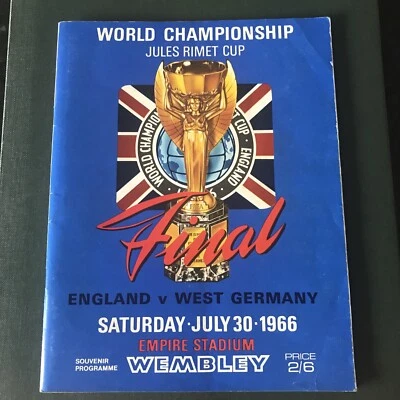 WORLD CHAMPIONSHIP
JULES RIMET CUP
WORLD CHAMPION
CUP · ENGLAND
Final
ENGLAND v WEST GERMANY
SATURDAY·JULY 30·1966
EMPIRE STADIUM
SOUVENIR
PROGRAMME
WEMBLEY
PRICE
2/6